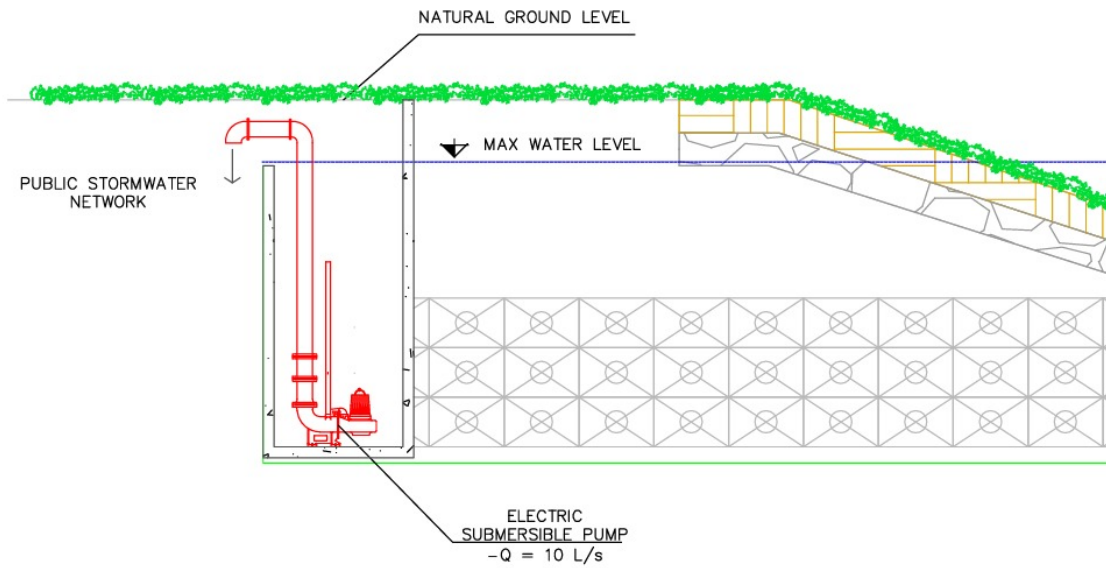 NATURAL GROUND LEVEL
MAX WATER LEVEL
PUBLIC STORMWATER
NETWORK
ELECTRIC
SUBMERSIBLE PUMP
-Q = 10 L/s